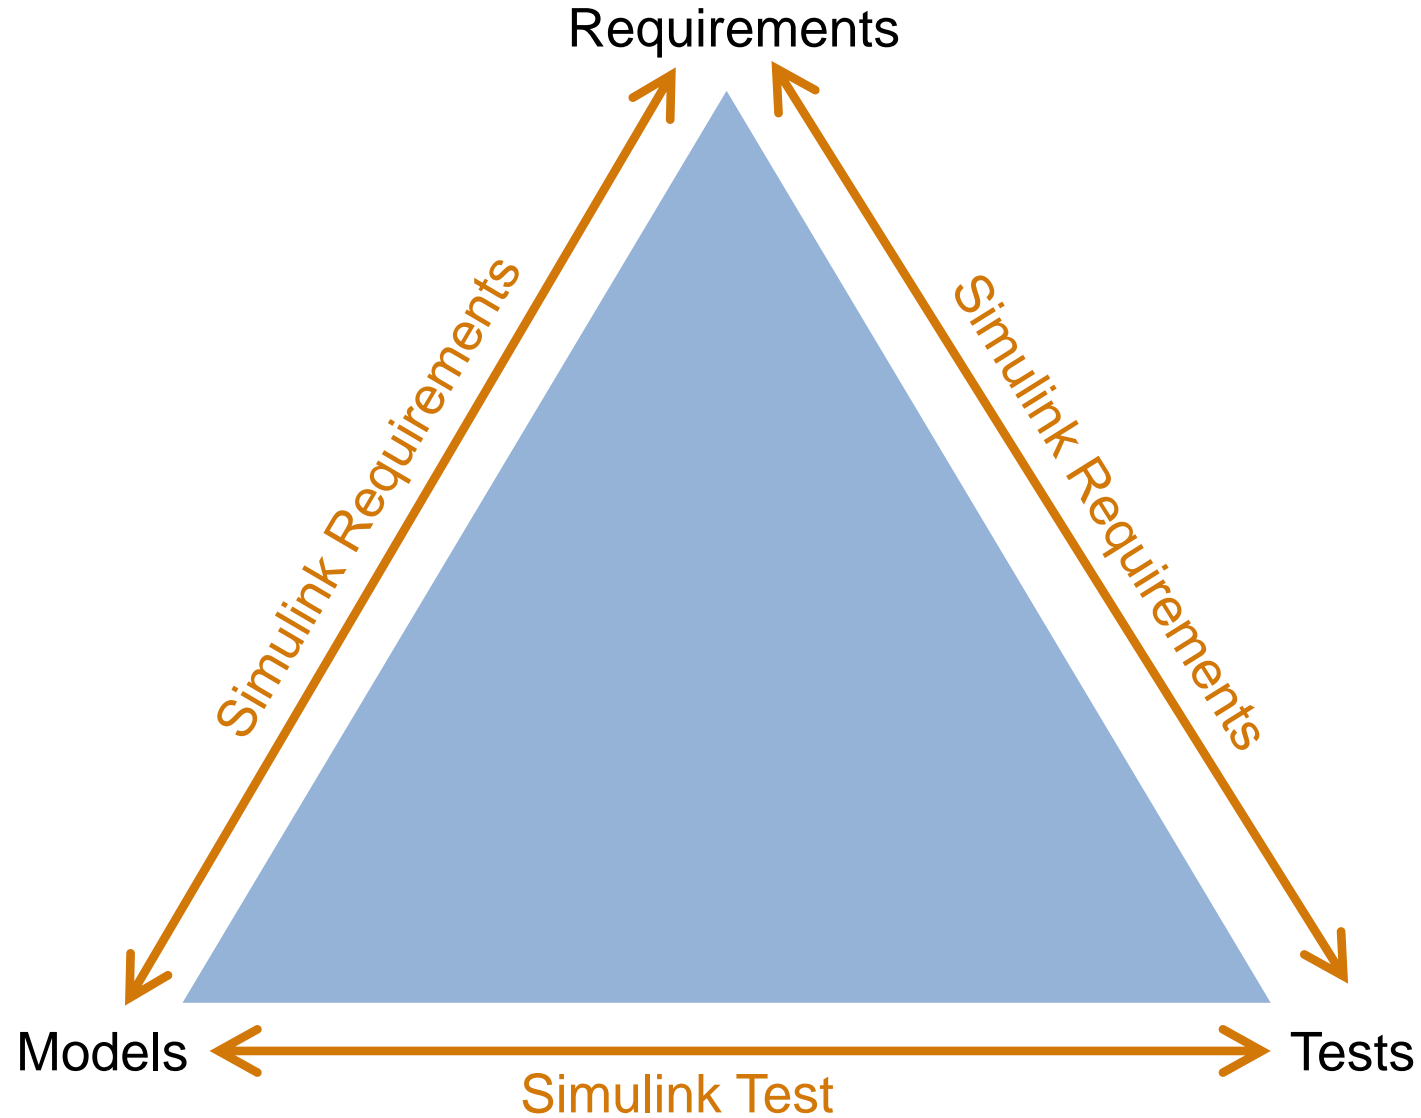 Requirements
Simulink Requirements
Simulink Requirements
Models
Tests
Simulink Test